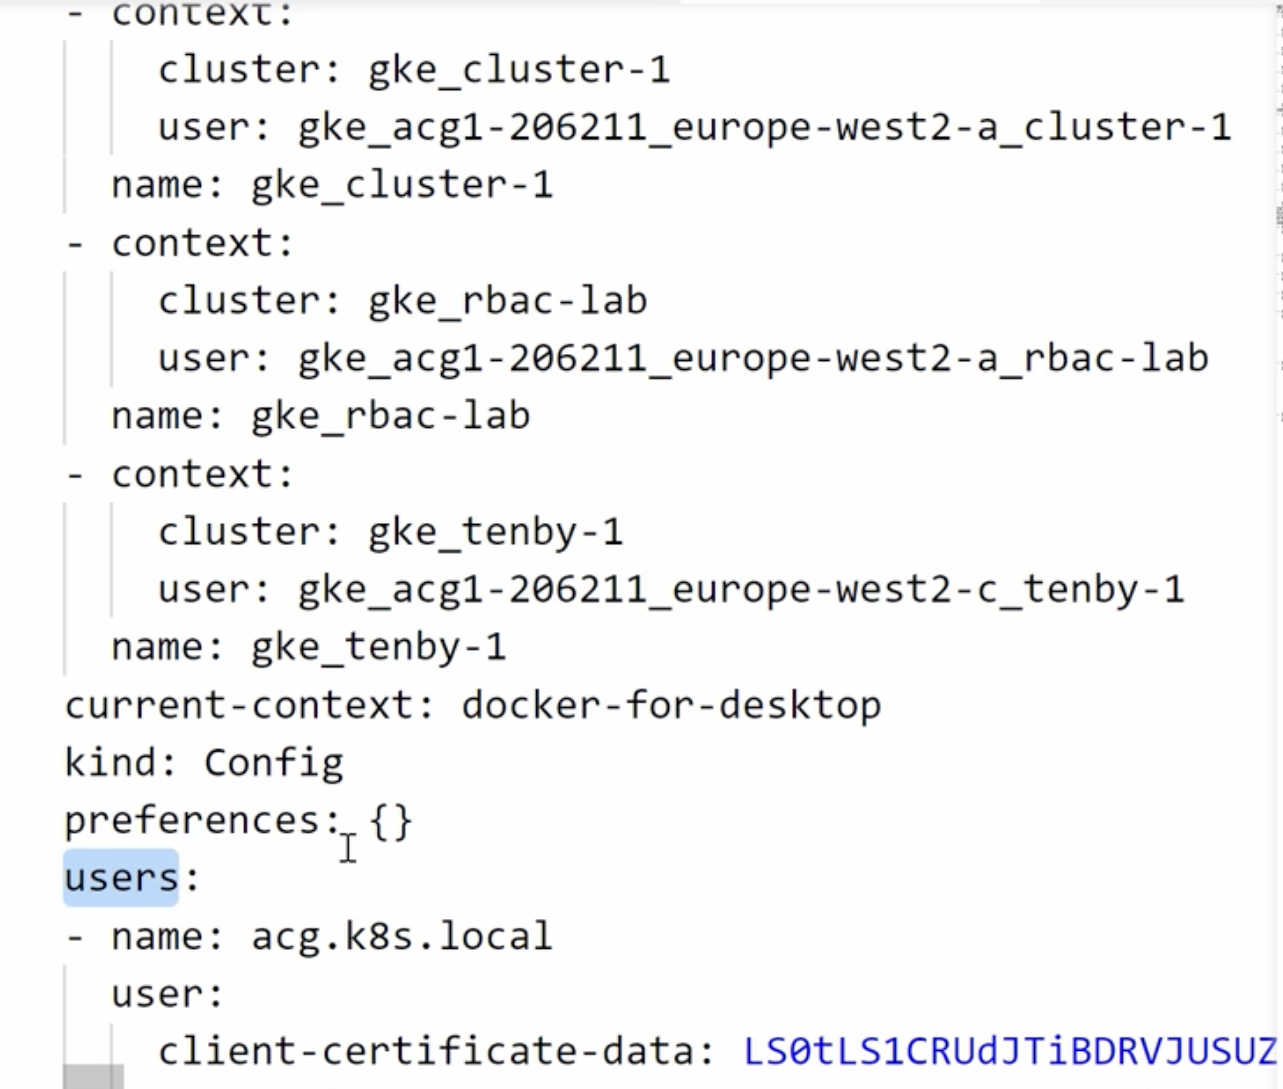 - context:
cluster: gke_cluster-1
user: gke_acg1-206211_europe-west2-a_cluster-1
name: gke_cluster-1
- context:
cluster: gke_rbac-lab
user: gke_acg1-206211_europe-west2-a_rbac-lab
name: gke_rbac-lab
- context:
cluster: gke_tenby-1
user: gke_acg1-206211_europe-west2-c_tenby-1
name: gke_tenby-1
current-context: docker-for-desktop
kind: Config
preferences: {}
users:
- name: acg.k8s.local
user:
client-certificate-data: LS0tLS1CRUdJTiBDRVJUSUZ